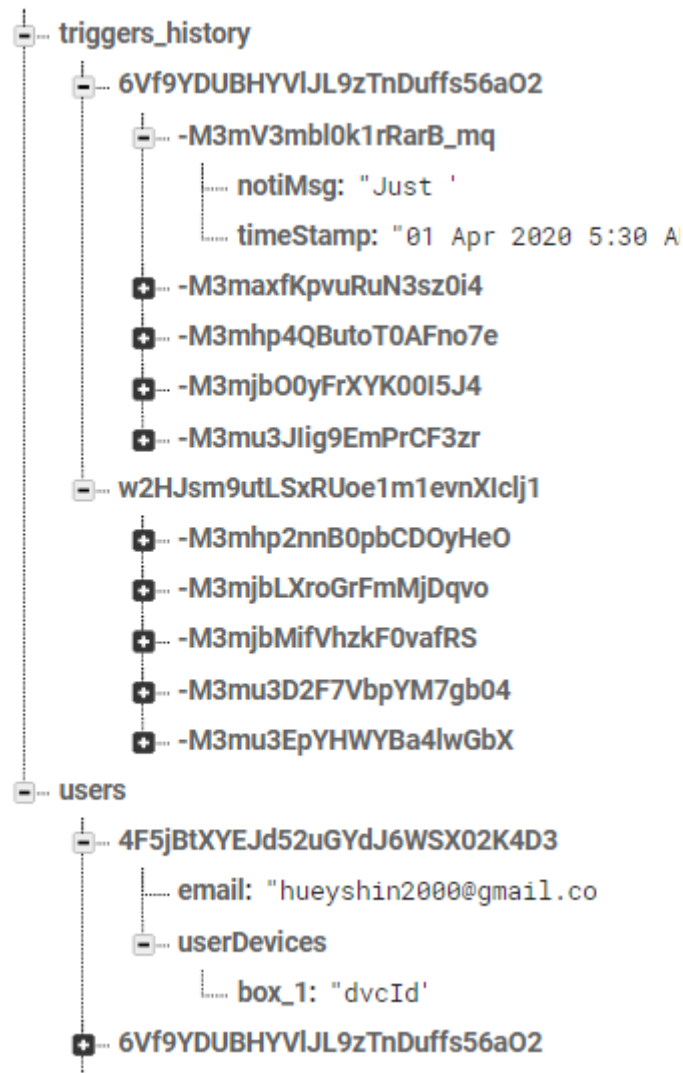 triggers_history
6Vf9YDUBHYVlJL9zTnDuffs56aO2
-M3mV3mbl0k1rRarB_mq
notiMsg: "Just '
timeStamp: "01 Apr 2020 5:30 A
-M3maxfKpvuRuN3sz0i4
-M3mhp4QButoT0AFno7e
-M3mjbO0yFrXYK00I5J4
-M3mu3JIig9EmPrCF3zr
w2HJsm9utLSxRUoe1m1evnXIclj1
-M3mhp2nnB0pbCDOyHeO
-M3mjbLXroGrFmMjDqvo
-M3mjbMifVhzkF0vafRS
-M3mu3D2F7VbpYM7gb04
-M3mu3EpYHWYBa4lwGbX
users
4F5jBtXYEJd52uGYdJ6WSX02K4D3
email: "hueyshin2000@gmail.co
userDevices
box_1: "dvcId'
6Vf9YDUBHYVlJL9zTnDuffs56aO2